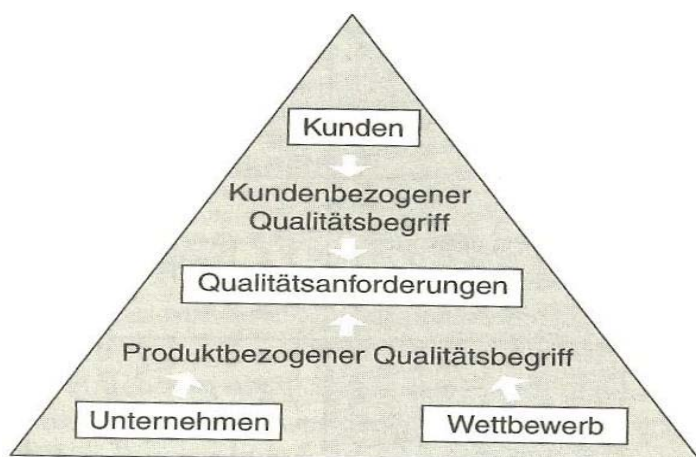 Kunden
Kundenbezogener
Qualitätsbegriff
Qualitätsanforderungen
Produktbezogener Qualitätsbegriff
Unternehmen
Wettbewerb